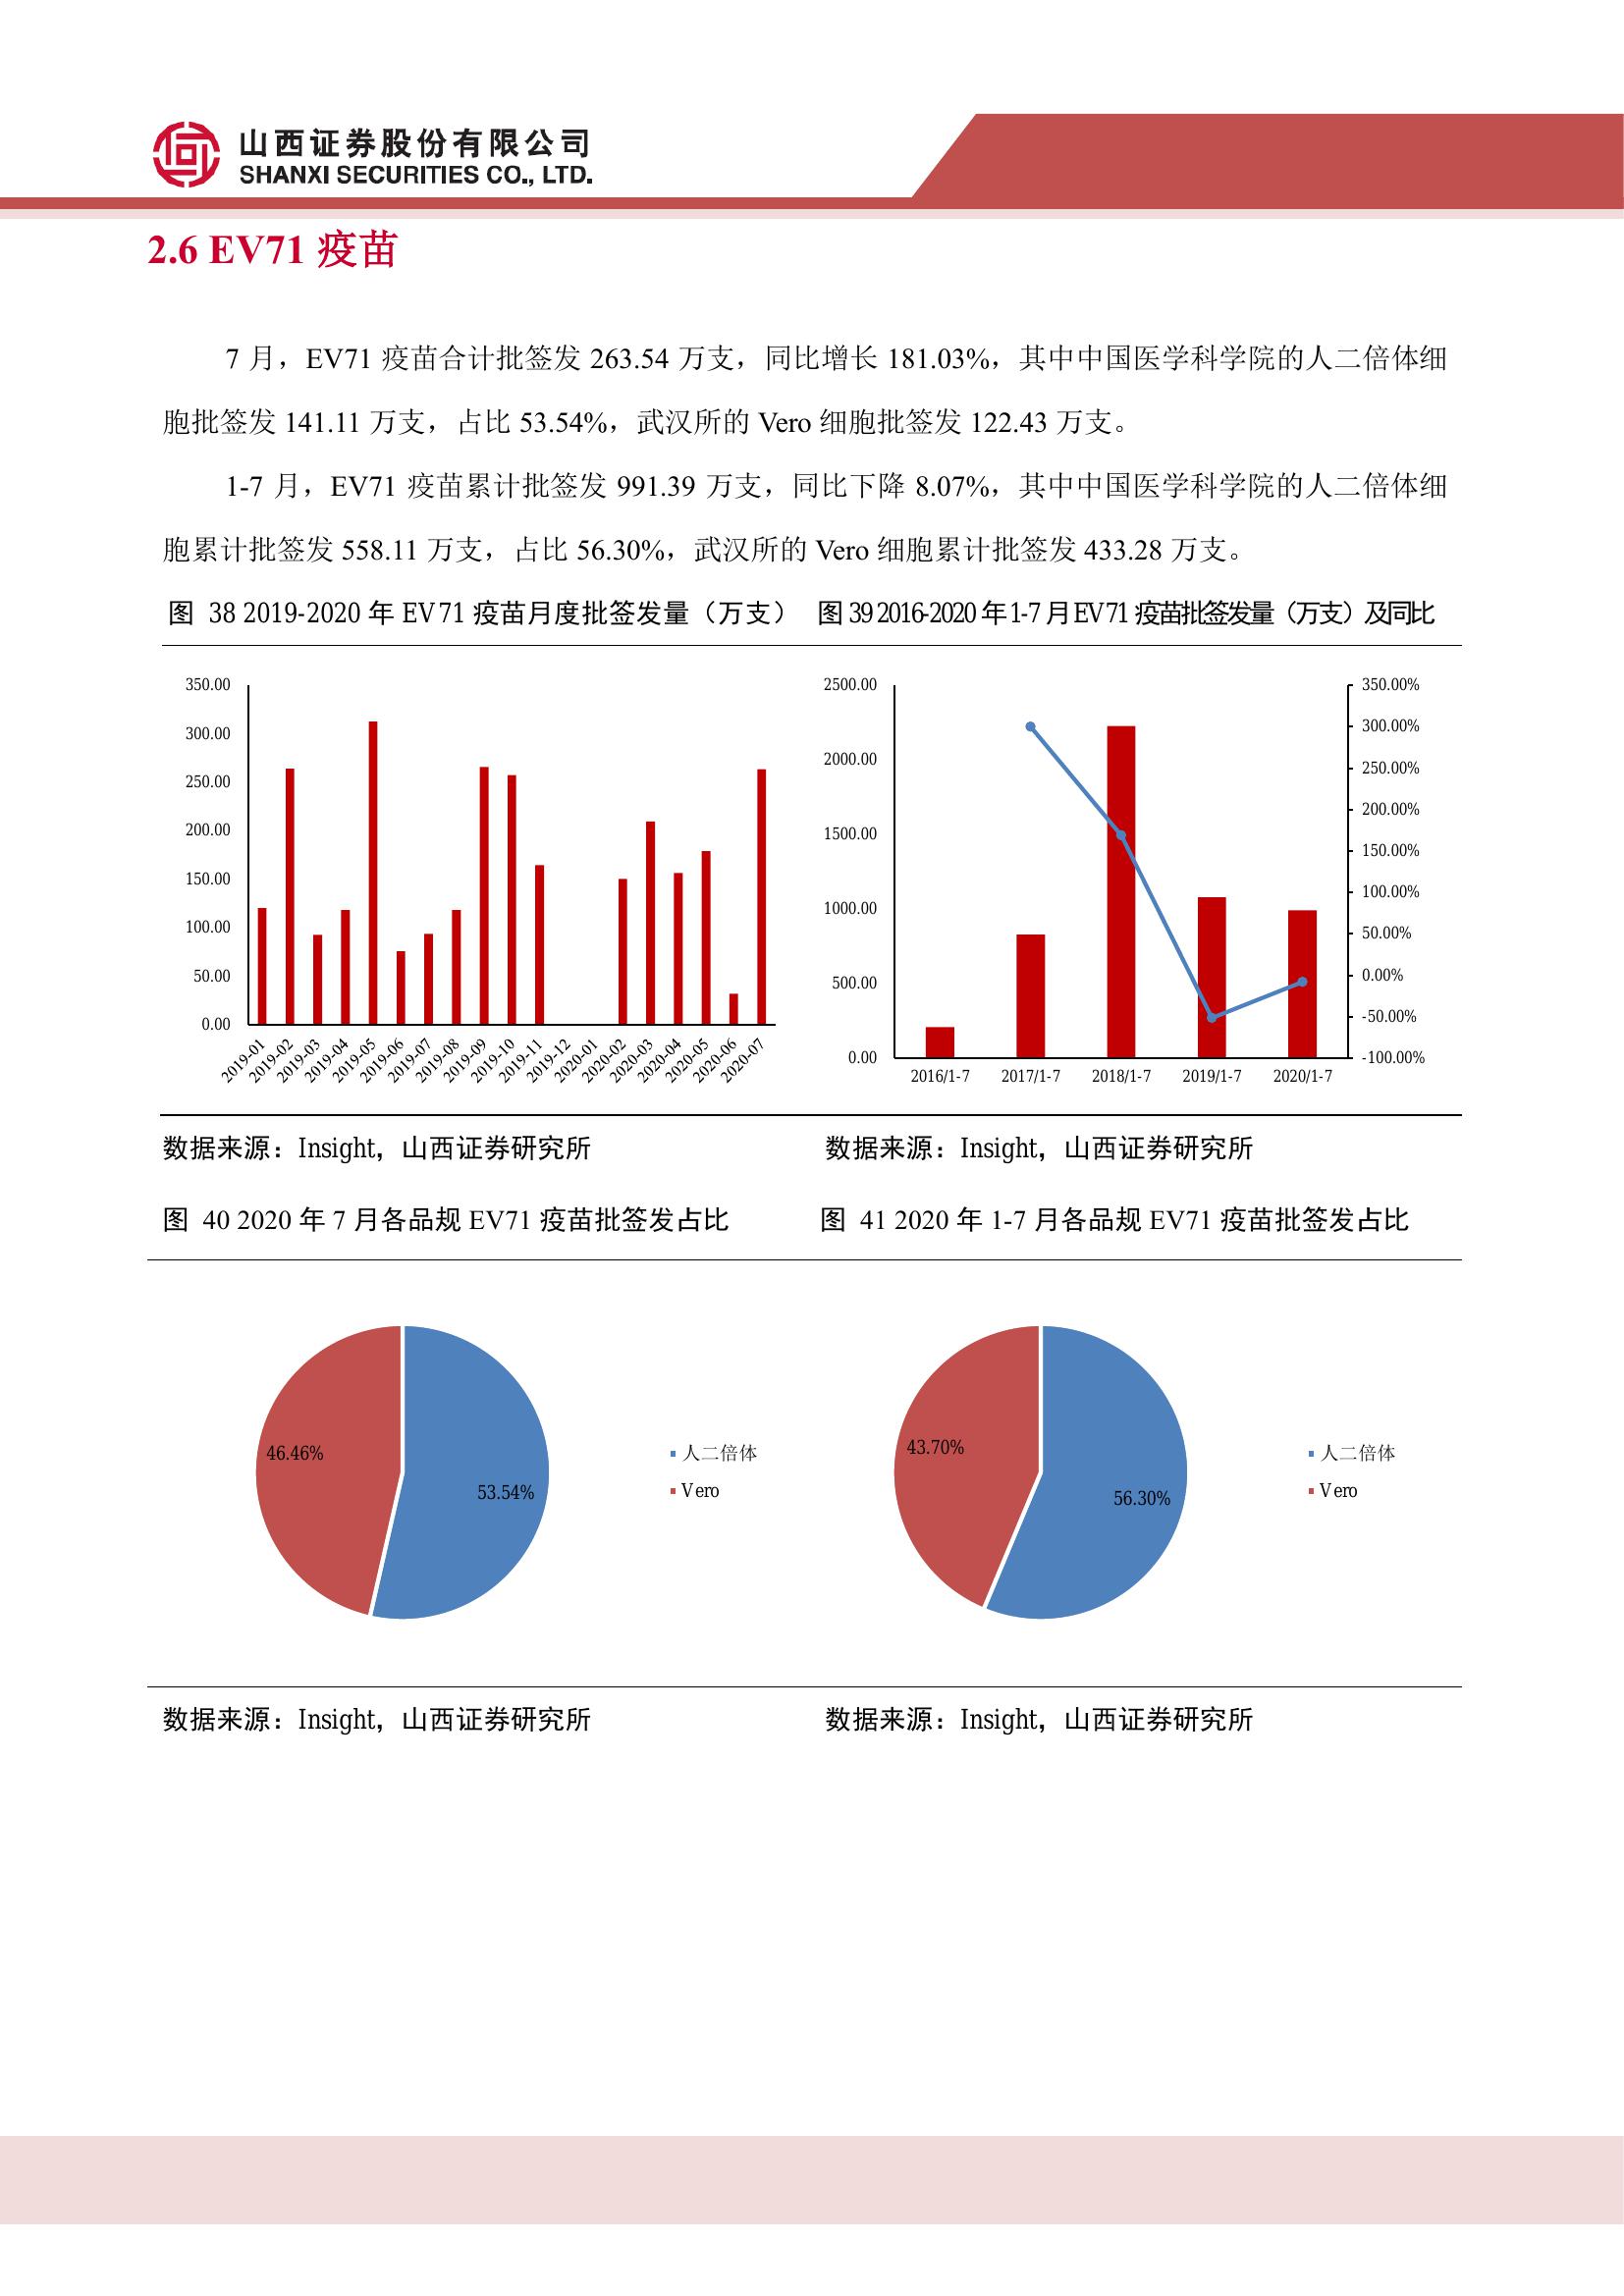 山西证券股份有限公司
SHANXI SECURITIES CO., LTD.
2.6 EV71 疫苗
7 月，EV71 疫苗合计批签发 263.54 万支，同比增长 181.03%，其中中国医学科学院的人二倍体细
胞批签发 141.11 万支，占比 53.54%，武汉所的 Vero 细胞批签发 122.43 万支。
1-7 月，EV71 疫苗累计批签发 991.39 万支，同比下降 8.07%，其中中国医学科学院的人二倍体细
胞累计批签发 558.11 万支，占比 56.30%，武汉所的 Vero 细胞累计批签发 433.28 万支。
图 38 2019-2020 年 EV71 疫苗月度批签发量（万支）
350.00
300.00
250.00
200.00
150.00
100.00
50.00
0.00
2019-01
2019-02
2019-03
2019-04
2019-05
2019-06
2019-07
2019-08
2019-09
2019-10
2019-11
2019-12
2020-01
2020-02
2020-03
2020-04
2020-05
2020-06
2020-07
图 39 2016-2020 年 1-7 月 EV71 疫苗批签发量（万支）及同比
2500.00
2000.00
1500.00
1000.00
500.00
0.00
350.00%
300.00%
250.00%
200.00%
150.00%
100.00%
50.00%
0.00%
-50.00%
-100.00%
2016/1-7
2017/1-7
2018/1-7
2019/1-7
2020/1-7
数据来源：Insight，山西证券研究所
数据来源：Insight，山西证券研究所
图 40 2020 年 7 月各品规 EV71 疫苗批签发占比
46.46%
53.54%
人二倍体
Vero
图 41 2020 年 1-7 月各品规 EV71 疫苗批签发占比
43.70%
56.30%
人二倍体
Vero
数据来源：Insight，山西证券研究所
数据来源：Insight，山西证券研究所